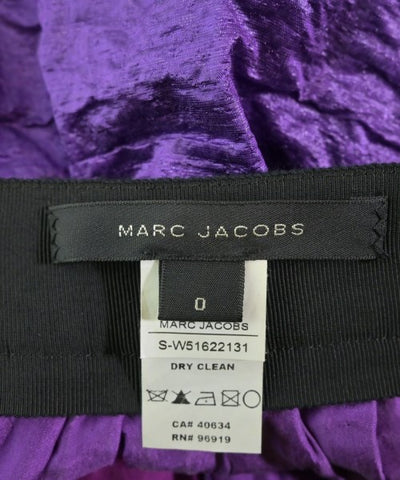 MARC JACOBS
0
MARC JACOBS
S-W51622131
DRY CLEAN
CA# 40634
RN# 96919